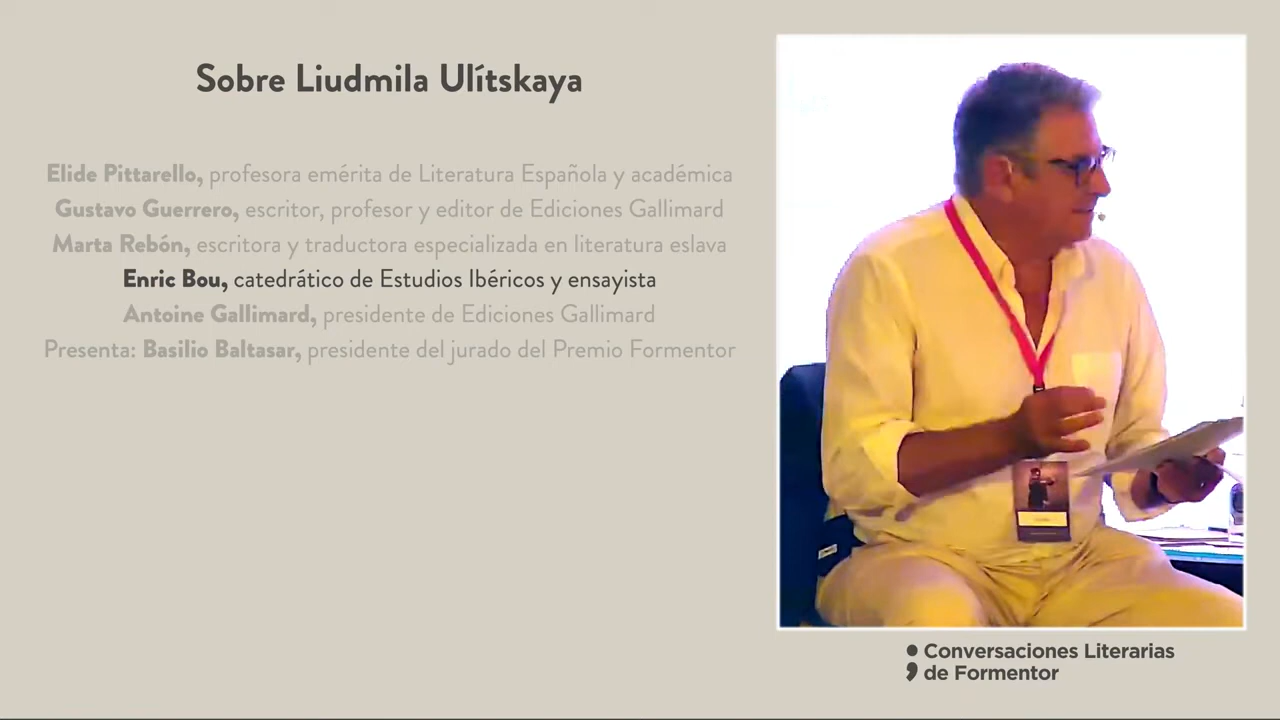 Sobre Liudmila Ulítskaya
Elide Pittarello, profesora emérita de Literatura Española y académica
Gustavo Guerrero, escritor, profesor y editor de Ediciones Gallimard
Marta Rebón, escritora y traductora especializada en literatura eslava
Enric Bou, catedrático de Estudios Ibéricos y ensayista
Antoine Gallimard, presidente de Ediciones Gallimard
Presenta: Basilio Baltasar, presidente del jurado del Premio Formentor
Conversaciones Literarias
de Formentor